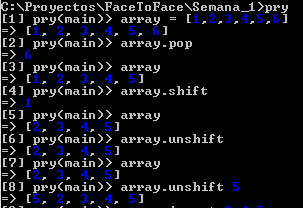 C:\Proyectos\FaceToFace\Semana_1>pry
[1] pry(main)> array = [1,2,3,4,5,6]
=> [1, 2, 3, 4, 5, 6]
[2] pry(main)> array.pop
=> 6
[3] pry(main)> array
=> [1, 2, 3, 4, 5]
[4] pry(main)> array.shift
=> 1
[5] pry(main)> array
=> [2, 3, 4, 5]
[6] pry(main)> array.unshift
=> [2, 3, 4, 5]
[7] pry(main)> array
=> [2, 3, 4, 5]
[8] pry(main)> array.unshift 5
=> [5, 2, 3, 4, 5]